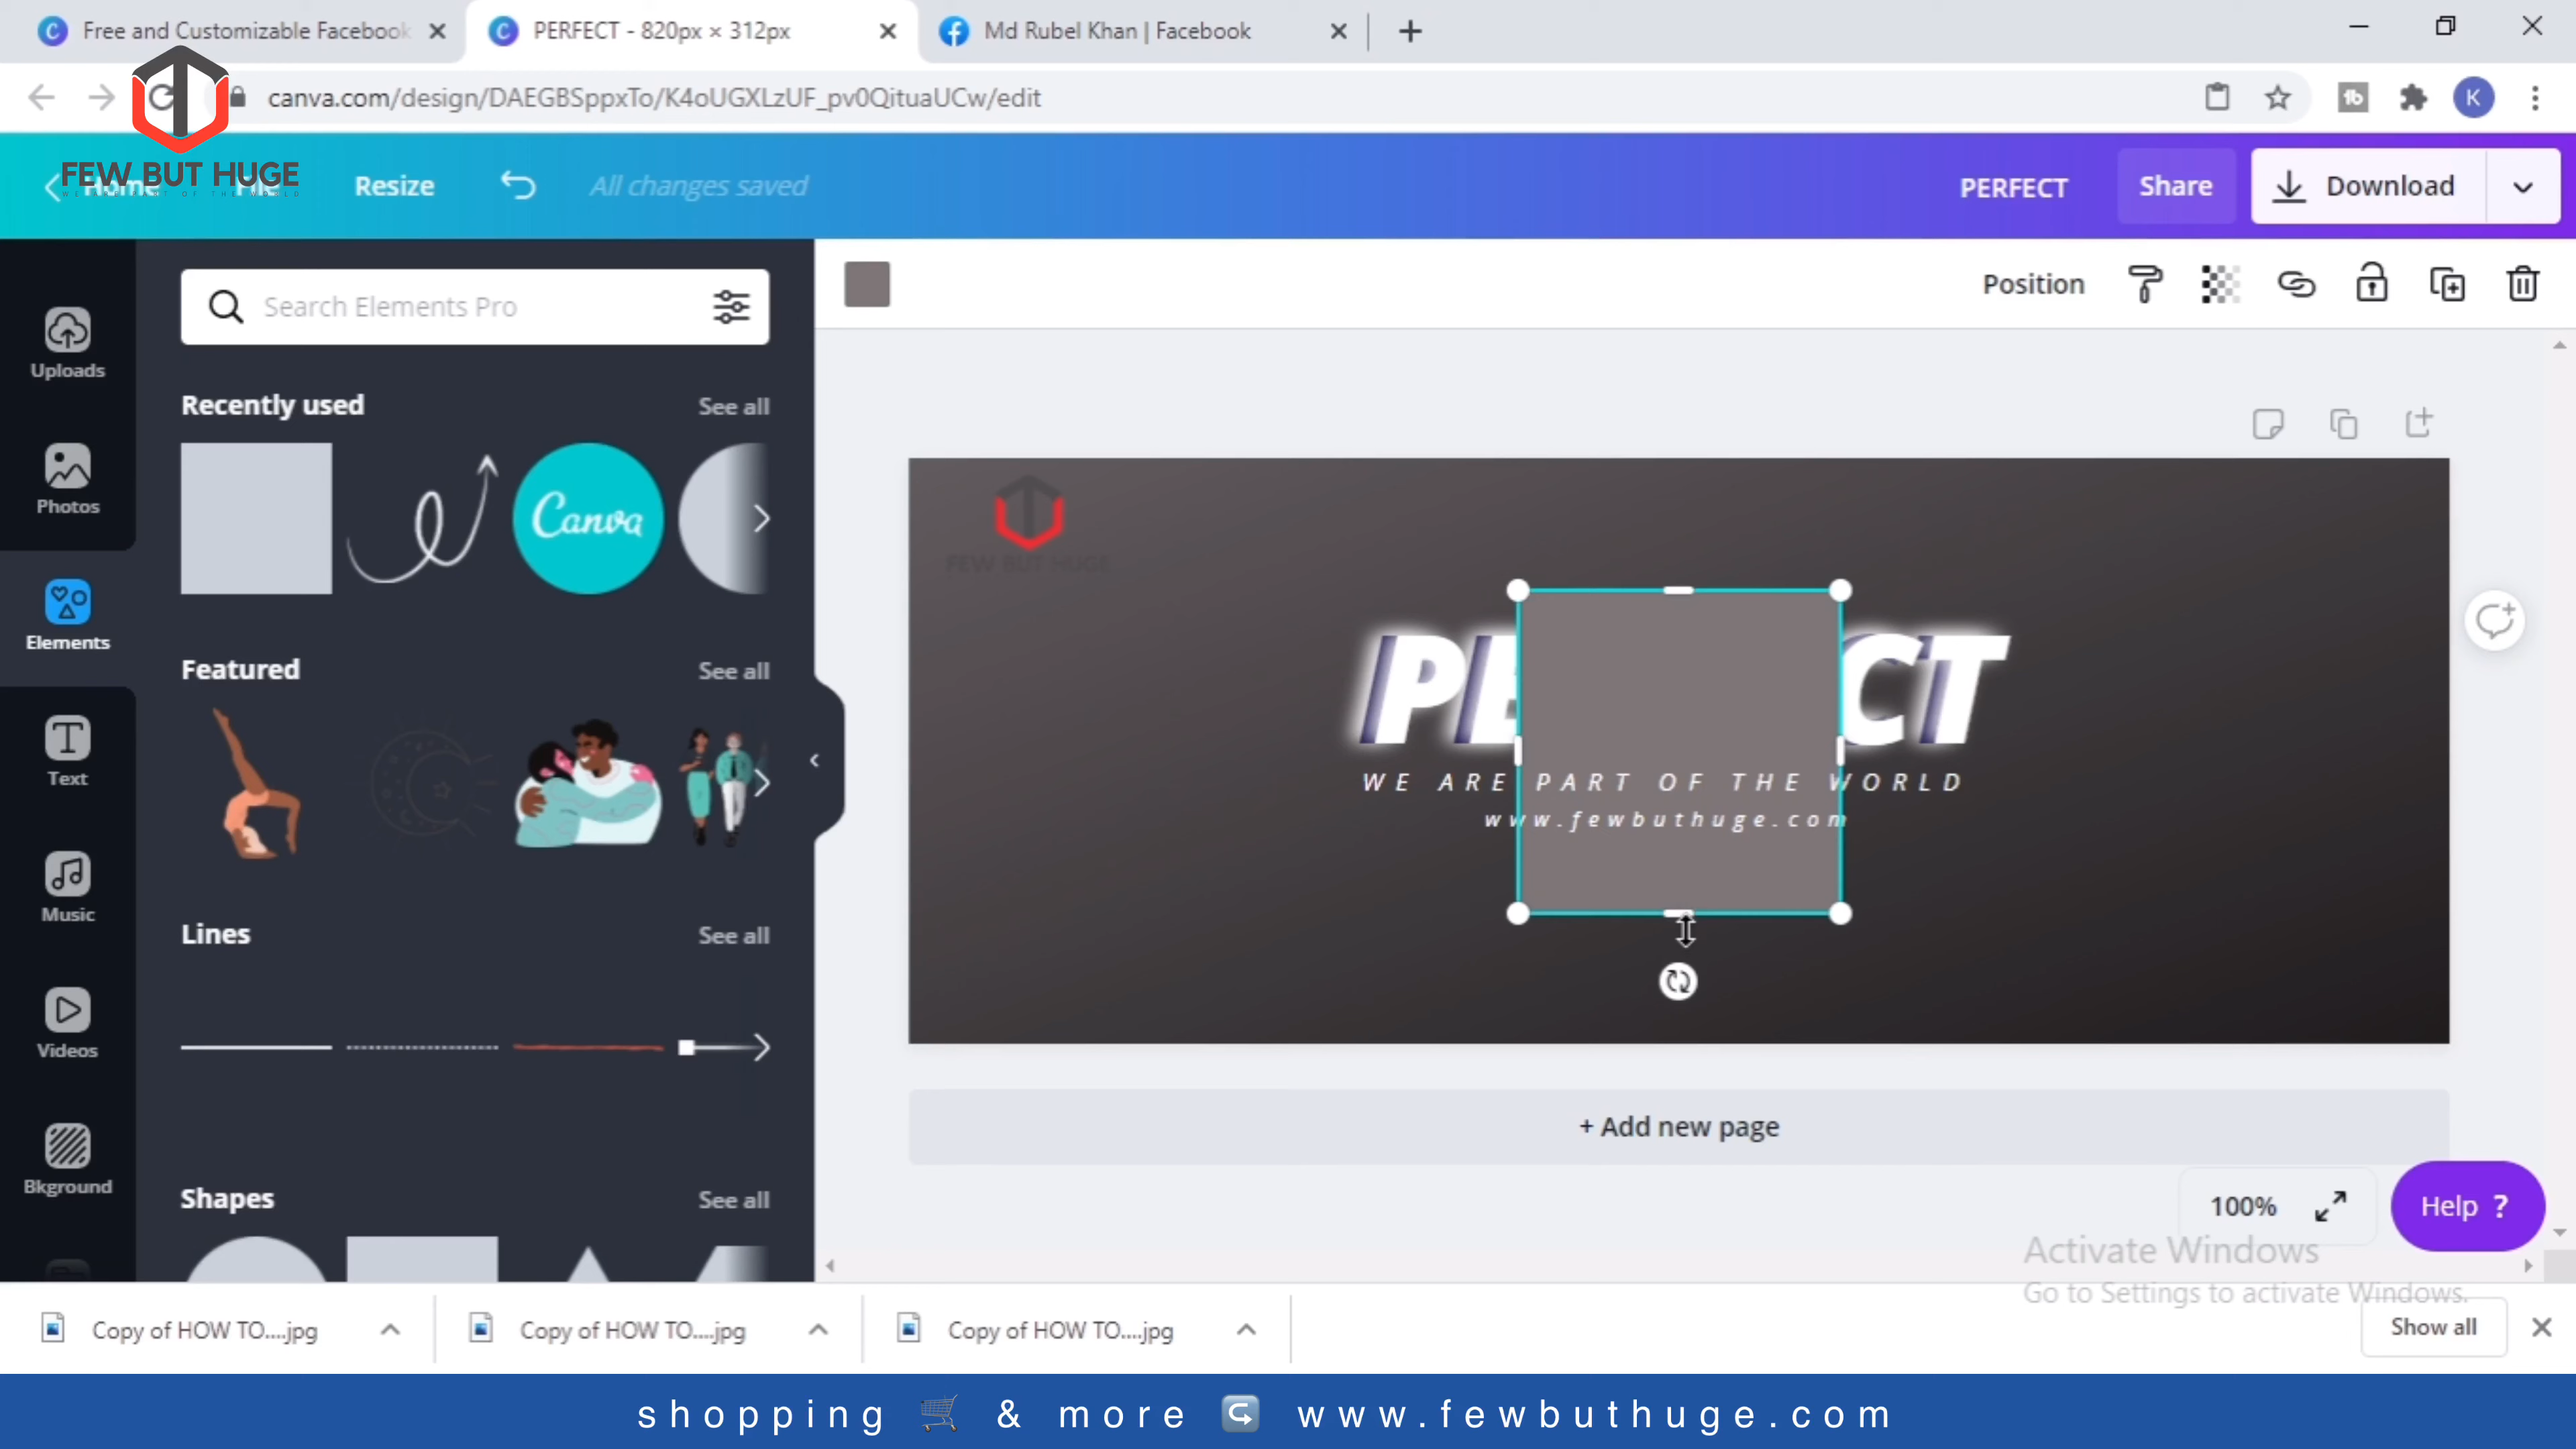 Free and Customizable Facebook
PERFECT - 820px × 312px
Md Rubel Khan | Facebook
canva.com/design/DAEGBSppxTo/K4oUGXLzUF_pv0QituaUCw/edit
K
FEW BUT HUGE
Resize
All changes saved
PERFECT
Share
Download
Search Elements Pro
Position
Uploads
Photos
Elements
Text
Music
Videos
Bkground
Recently used
See all
Canva
Featured
See all
Lines
See all
Shapes
See all
FEW BUT HUGE
PE CT
WE ARE PART OF THE WORLD
www.fewbuthuge.com
+ Add new page
100%
Help ?
Activate Windows
Go to Settings to activate Windows.
Copy of HOW TO....jpg
Copy of HOW TO....jpg
Copy of HOW TO....jpg
Show all
shopping & more www.fewbuthuge.com